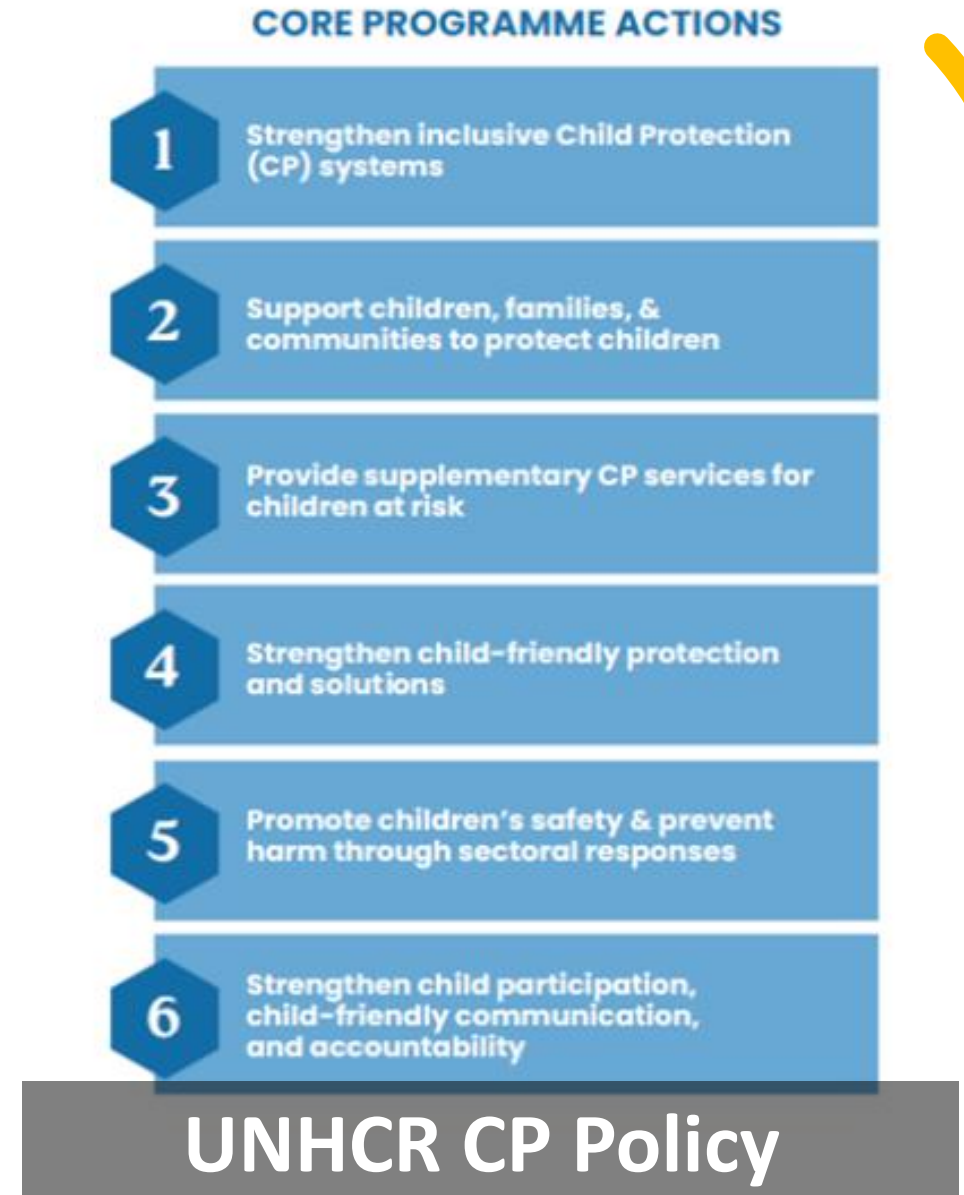 CORE PROGRAMME ACTIONS
1
Strengthen inclusive Child Protection
(CP) systems
2
Support children, families, &
communities to protect children
3
Provide supplementary CP services for
children at risk
4
Strengthen child-friendly protection
and solutions
5
Promote children’s safety & prevent
harm through sectoral responses
6
Strengthen child participation,
child-friendly communication,
and accountability
UNHCR CP Policy